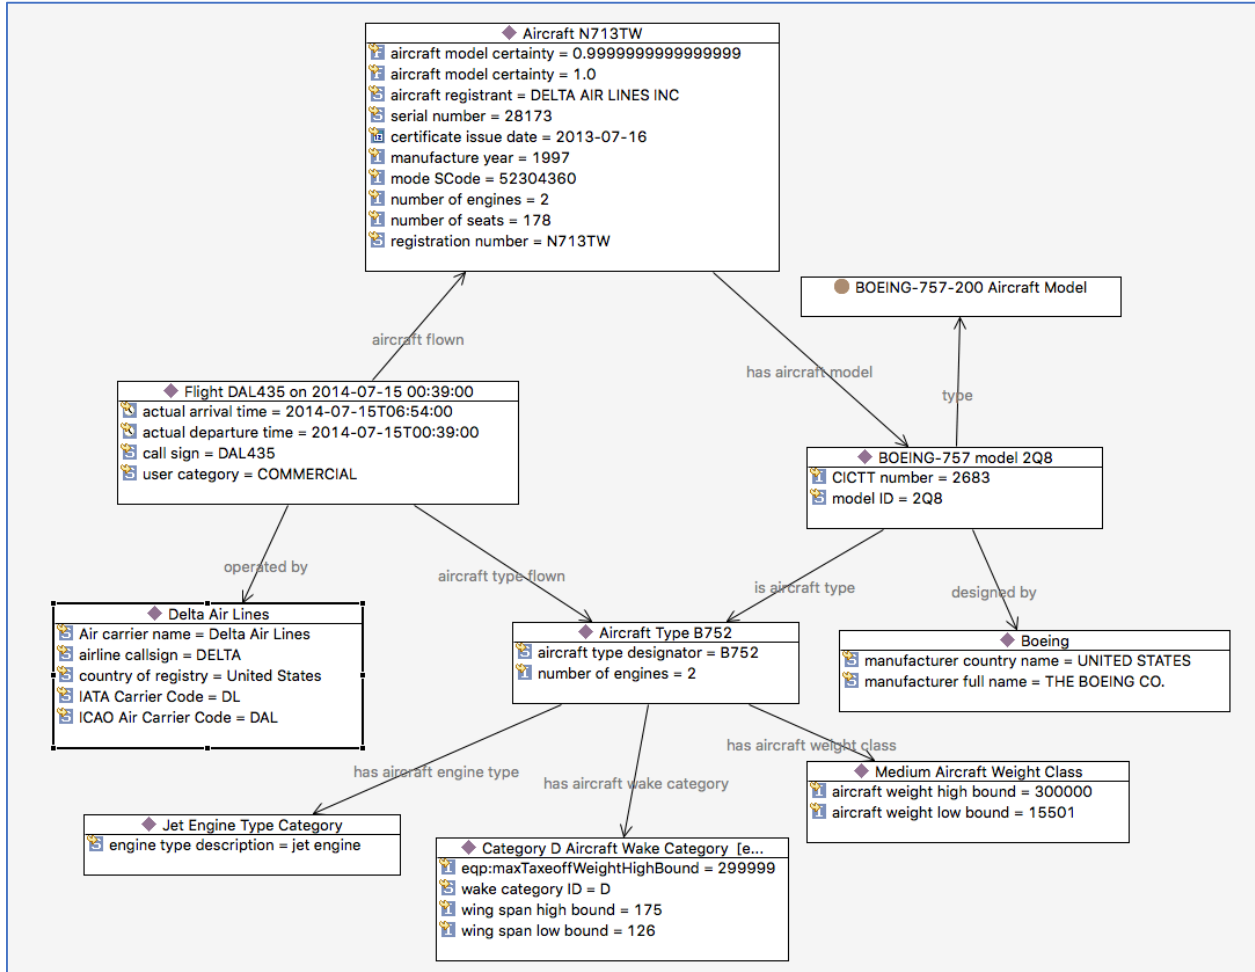 Aircraft N713TW
aircraft model certainty = 0.9999999999999999
aircraft model certainty = 1.0
aircraft registrant = DELTA AIR LINES INC
serial number = 28173
certificate issue date = 2013-07-16
manufacture year = 1997
mode SCode = 52304360
number of engines = 2
number of seats = 178
registration number = N713TW
BOEING-757-200 Aircraft Model
aircraft flown
has aircraft model
type
Flight DAL435 on 2014-07-15 00:39:00
actual arrival time = 2014-07-15T06:54:00
actual departure time = 2014-07-15T00:39:00
call sign = DAL435
user category = COMMERCIAL
BOEING-757 model 2Q8
CICTT number = 2683
model ID = 2Q8
operated by
aircraft type flown
is aircraft type
designed by
Delta Air Lines
Air carrier name = Delta Air Lines
airline callsign = DELTA
country of registry = United States
IATA Carrier Code = DL
ICAO Air Carrier Code = DAL
Aircraft Type B752
aircraft type designator = B752
number of engines = 2
Boeing
manufacturer country name = UNITED STATES
manufacturer full name = THE BOEING CO.
has aircraft engine type
has aircraft wake category
has aircraft weight class
Medium Aircraft Weight Class
aircraft weight high bound = 300000
aircraft weight low bound = 15501
Jet Engine Type Category
engine type description = jet engine
Category D Aircraft Wake Category [e...
eqp:maxTaxeoffWeightHighBound = 299999
wake category ID = D
wing span high bound = 175
wing span low bound = 126